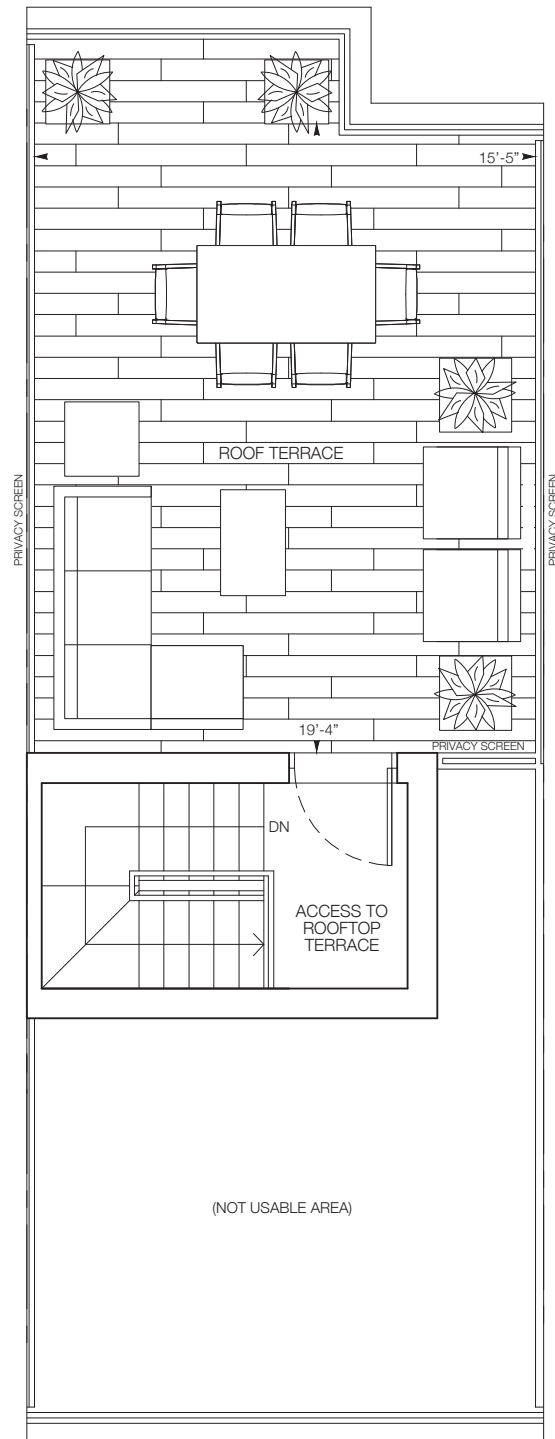 15'-5"
ROOF TERRACE
PRIVACY SCREEN
PRIVACY SCREEN
19'-4"
PRIVACY SCREEN
DN
ACCESS TO
ROOFTOP
TERRACE
(NOT USABLE AREA)